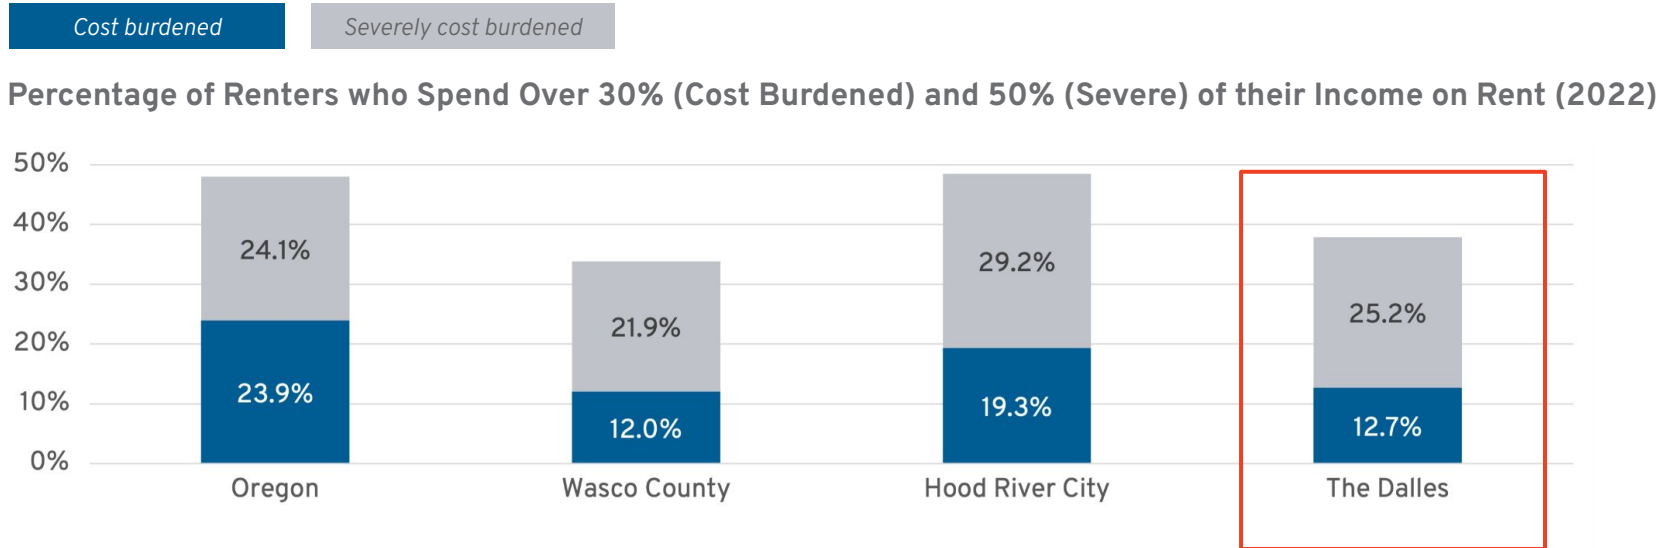 Cost burdened
Severely cost burdened
Percentage of Renters who Spend Over 30% (Cost Burdened) and 50% (Severe) of their Income on Rent (2022)
50%
40%
30%
20%
10%
0%
24.1%
23.9%
21.9%
12.0%
29.2%
19.3%
25.2%
12.7%
Oregon
Wasco County
Hood River City
The Dalles